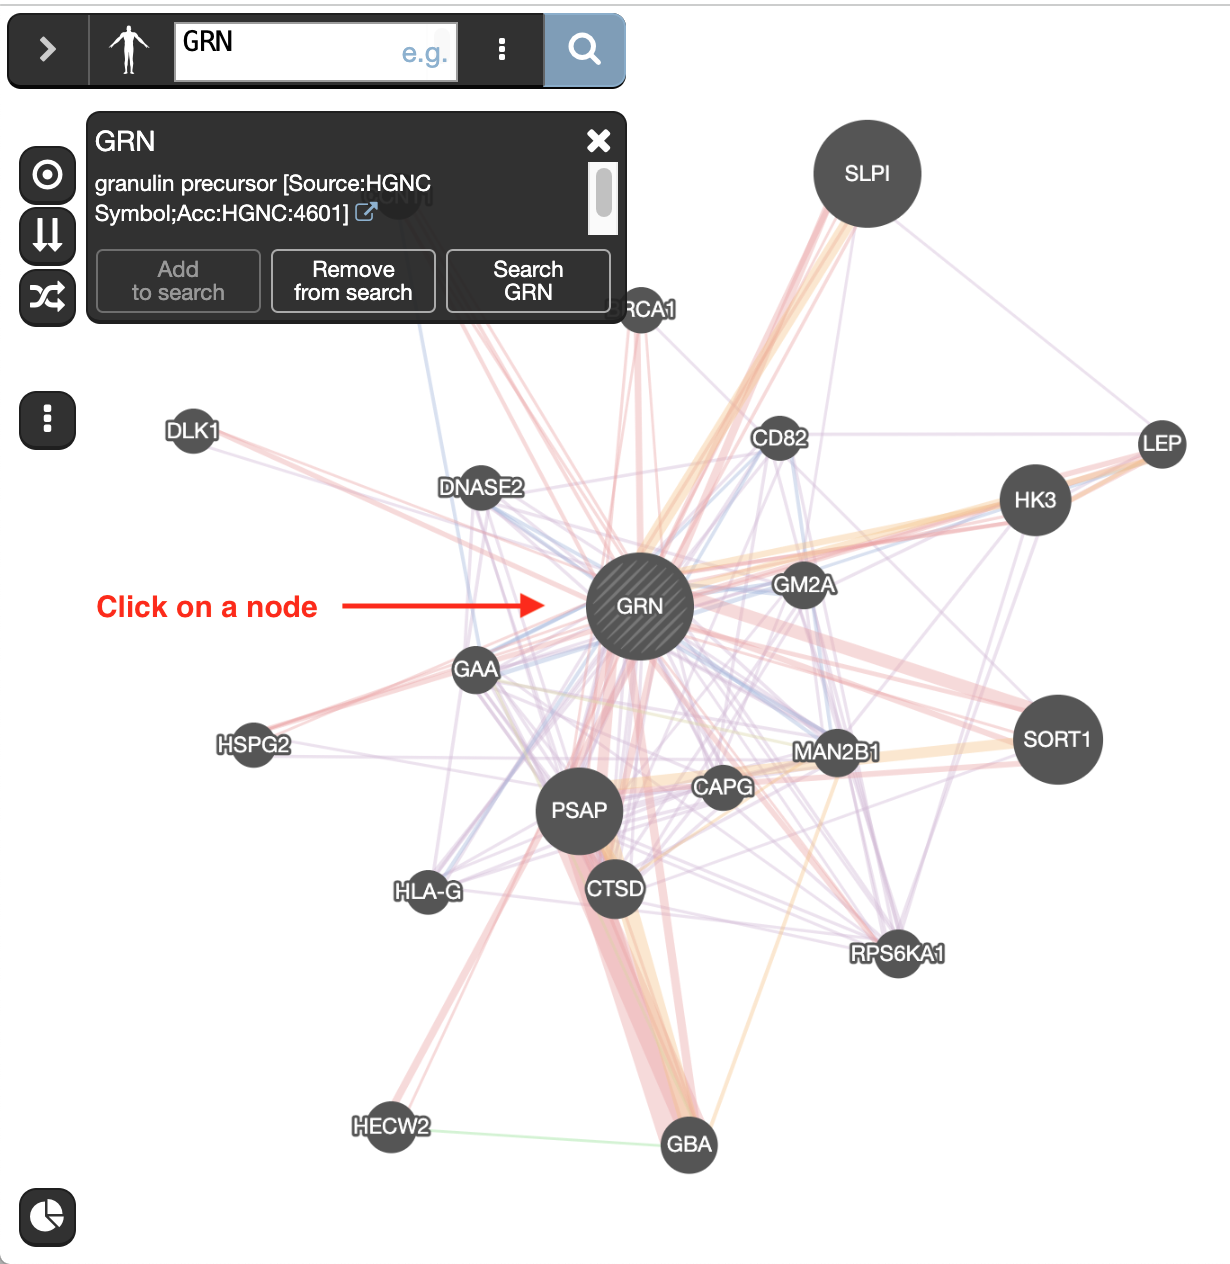 GRN
e.g.
GRN
granulin precursor [Source:HGNC
Symbol;Acc:HGNC:4601]
Add
to search
Remove
from search
Search
GRN
SLPI
BRCA1
DLK1
CD82
LEP
DNASE2
HK3
GM2A
Click on a node
GRN
GAA
HSPG2
SORT1
MAN2B1
CAPG
PSAP
CTSD
HLA-G
RPS6KA1
HECW2
GBA